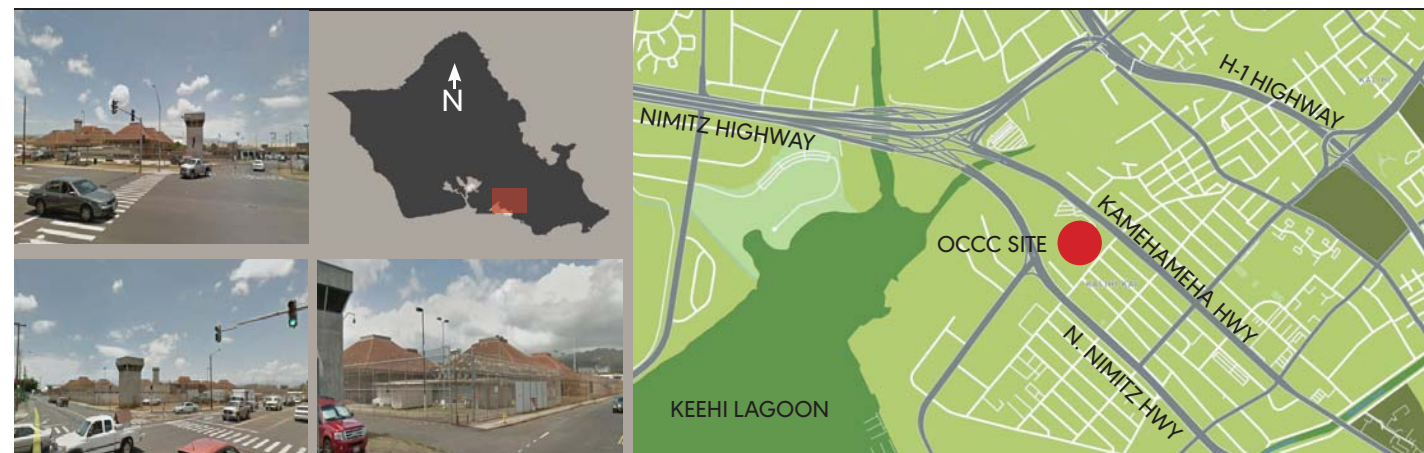 N
NIMITZ HIGHWAY
H-1 HIGHWAY
OCCC SITE
KAMEHAMEHA HWY
N. NIMITZ HWY
KEEHI LAGOON